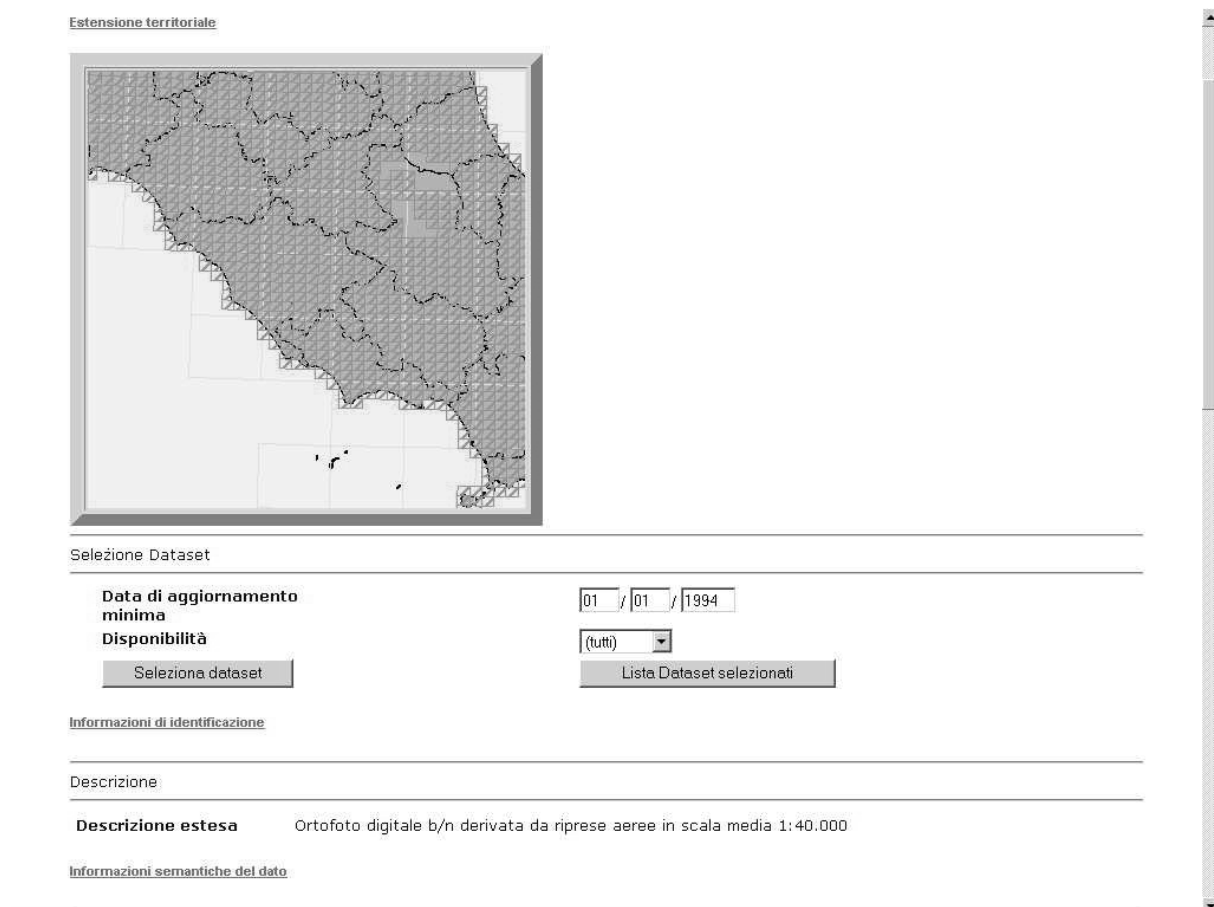 Estensione territoriale
Selezione Dataset
Data di aggiornamento
minima
01 / 01 / 1994
Disponibilità
(tutti)
Seleziona dataset
Lista Dataset selezionati
Informazioni di identificazione
Descrizione
Descrizione estesa Ortofoto digitale b/n derivata da riprese aeree in scala media 1:40.000
Informazioni semantiche del dato